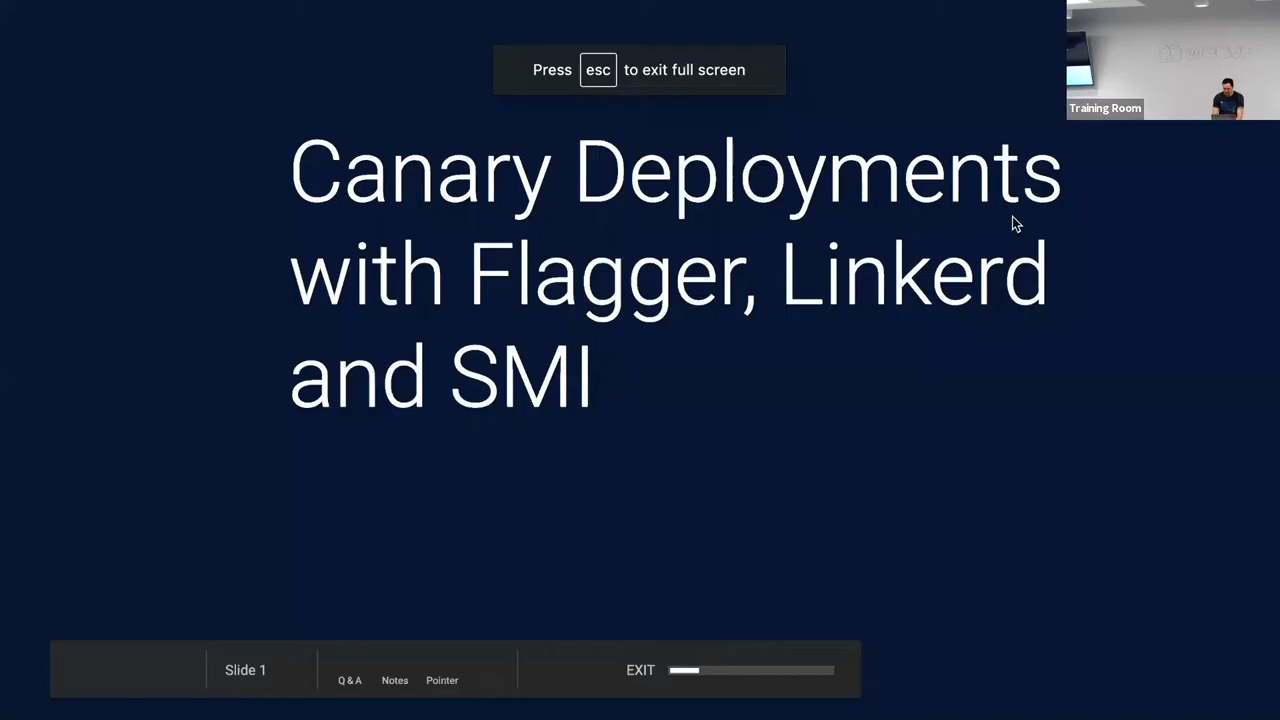 Press esc to exit full screen
Training Room
Canary Deployments
with Flagger, Linkerd
and SMI
Slide 1
Q & A Notes Pointer
EXIT